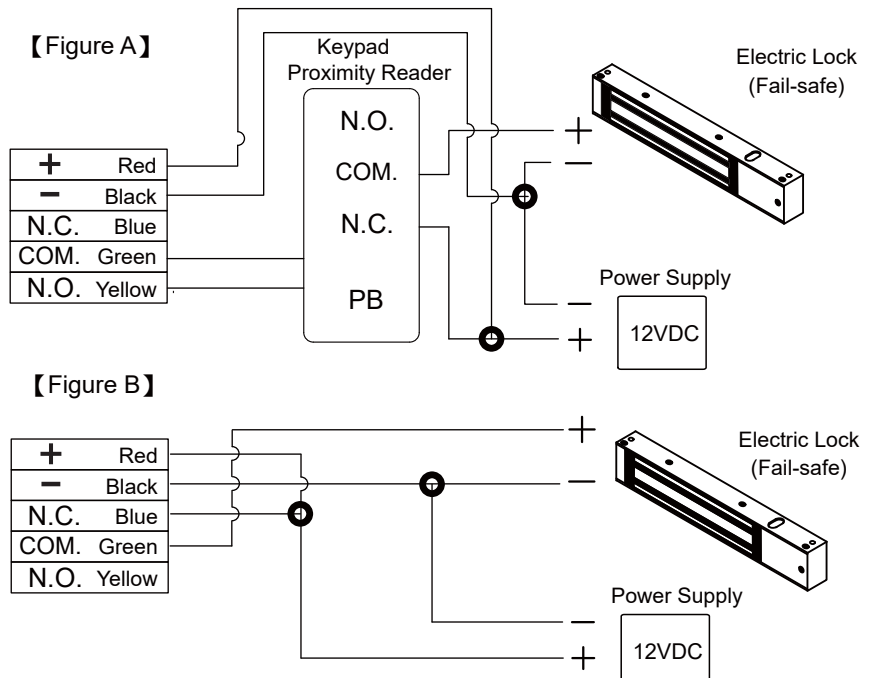 【Figure A】
Keypad
Proximity Reader
Electric Lock
(Fail-safe)
+ Red
− Black
N.C. Blue
COM. Green
N.O. Yellow
N.O.
COM.
N.C.
PB
+
−
Power Supply
−
+
12VDC
【Figure B】
+ Red
− Black
N.C. Blue
COM. Green
N.O. Yellow
+
−
Electric Lock
(Fail-safe)
Power Supply
−
+
12VDC